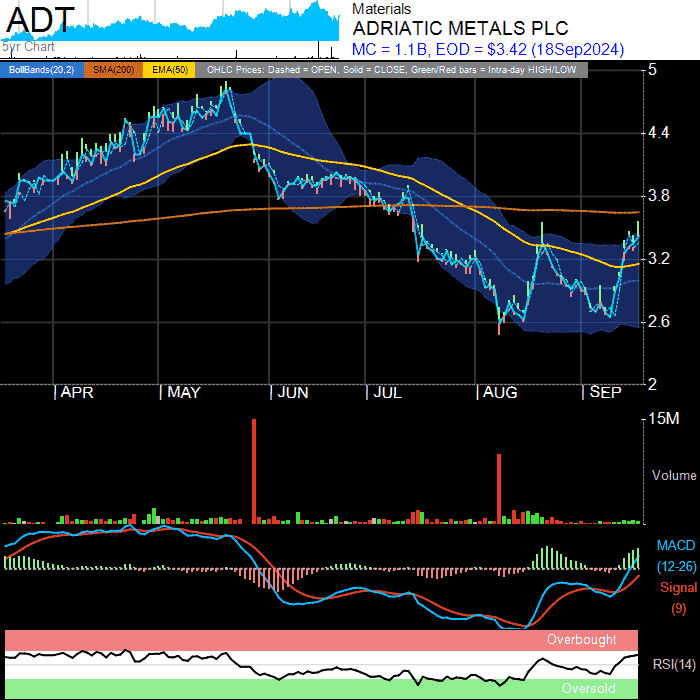 ADT
5yr Chart
Materials
ADRIATIC METALS PLC
MC = 1.1B, EOD = $3.42 (18Sep2024)
BollBands(20,2) SMA(200) EMA(50) OHLC Prices: Dashed = OPEN, Solid = CLOSE, Green/Red bars = Intra-day HIGH/LOW
5
4.4
3.8
3.2
2.6
2
APR MAY JUN JUL AUG SEP
15M
Volume
MACD
(12-26)
Signal
(9)
Overbought
RSI(14)
Oversold